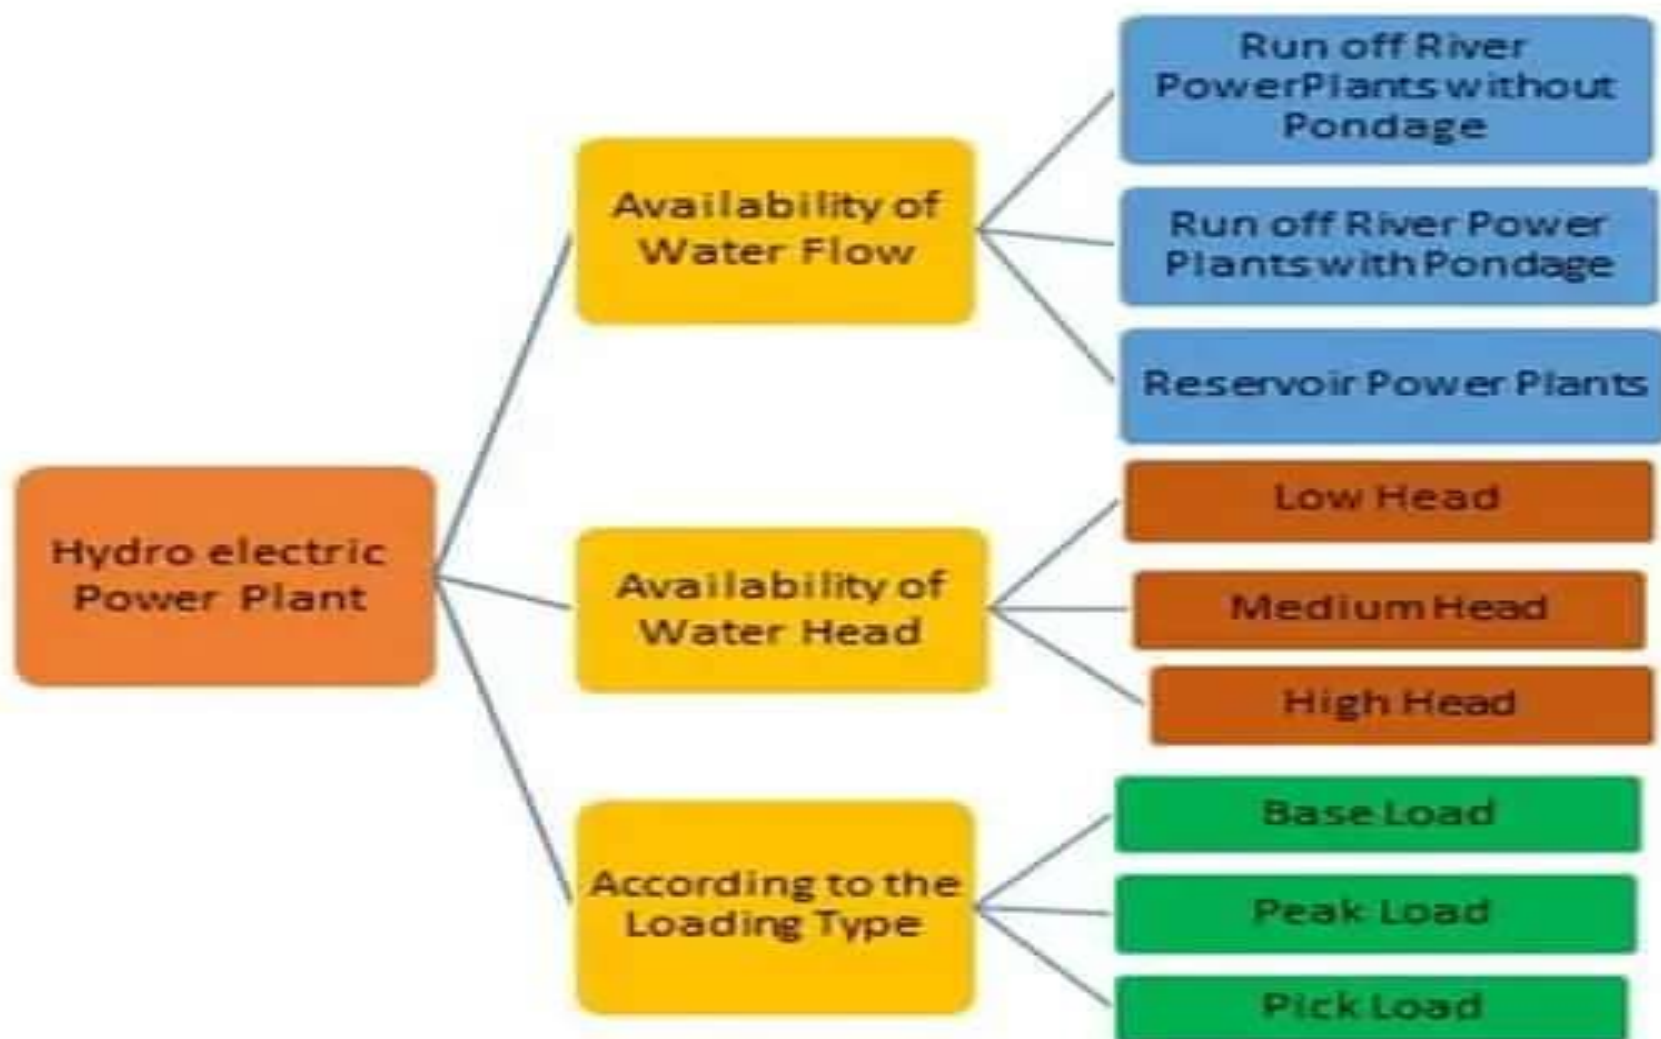 Run off River
PowerPlants without
Pondage
Availability of
Water Flow
Run off River Power
Plants with Pondage
Reservoir Power Plants
Hydro electric
Power Plant
Availability of
Water Head
Low Head
Medium Head
High Head
According to the
Loading Type
Base Load
Peak Load
Pick Load